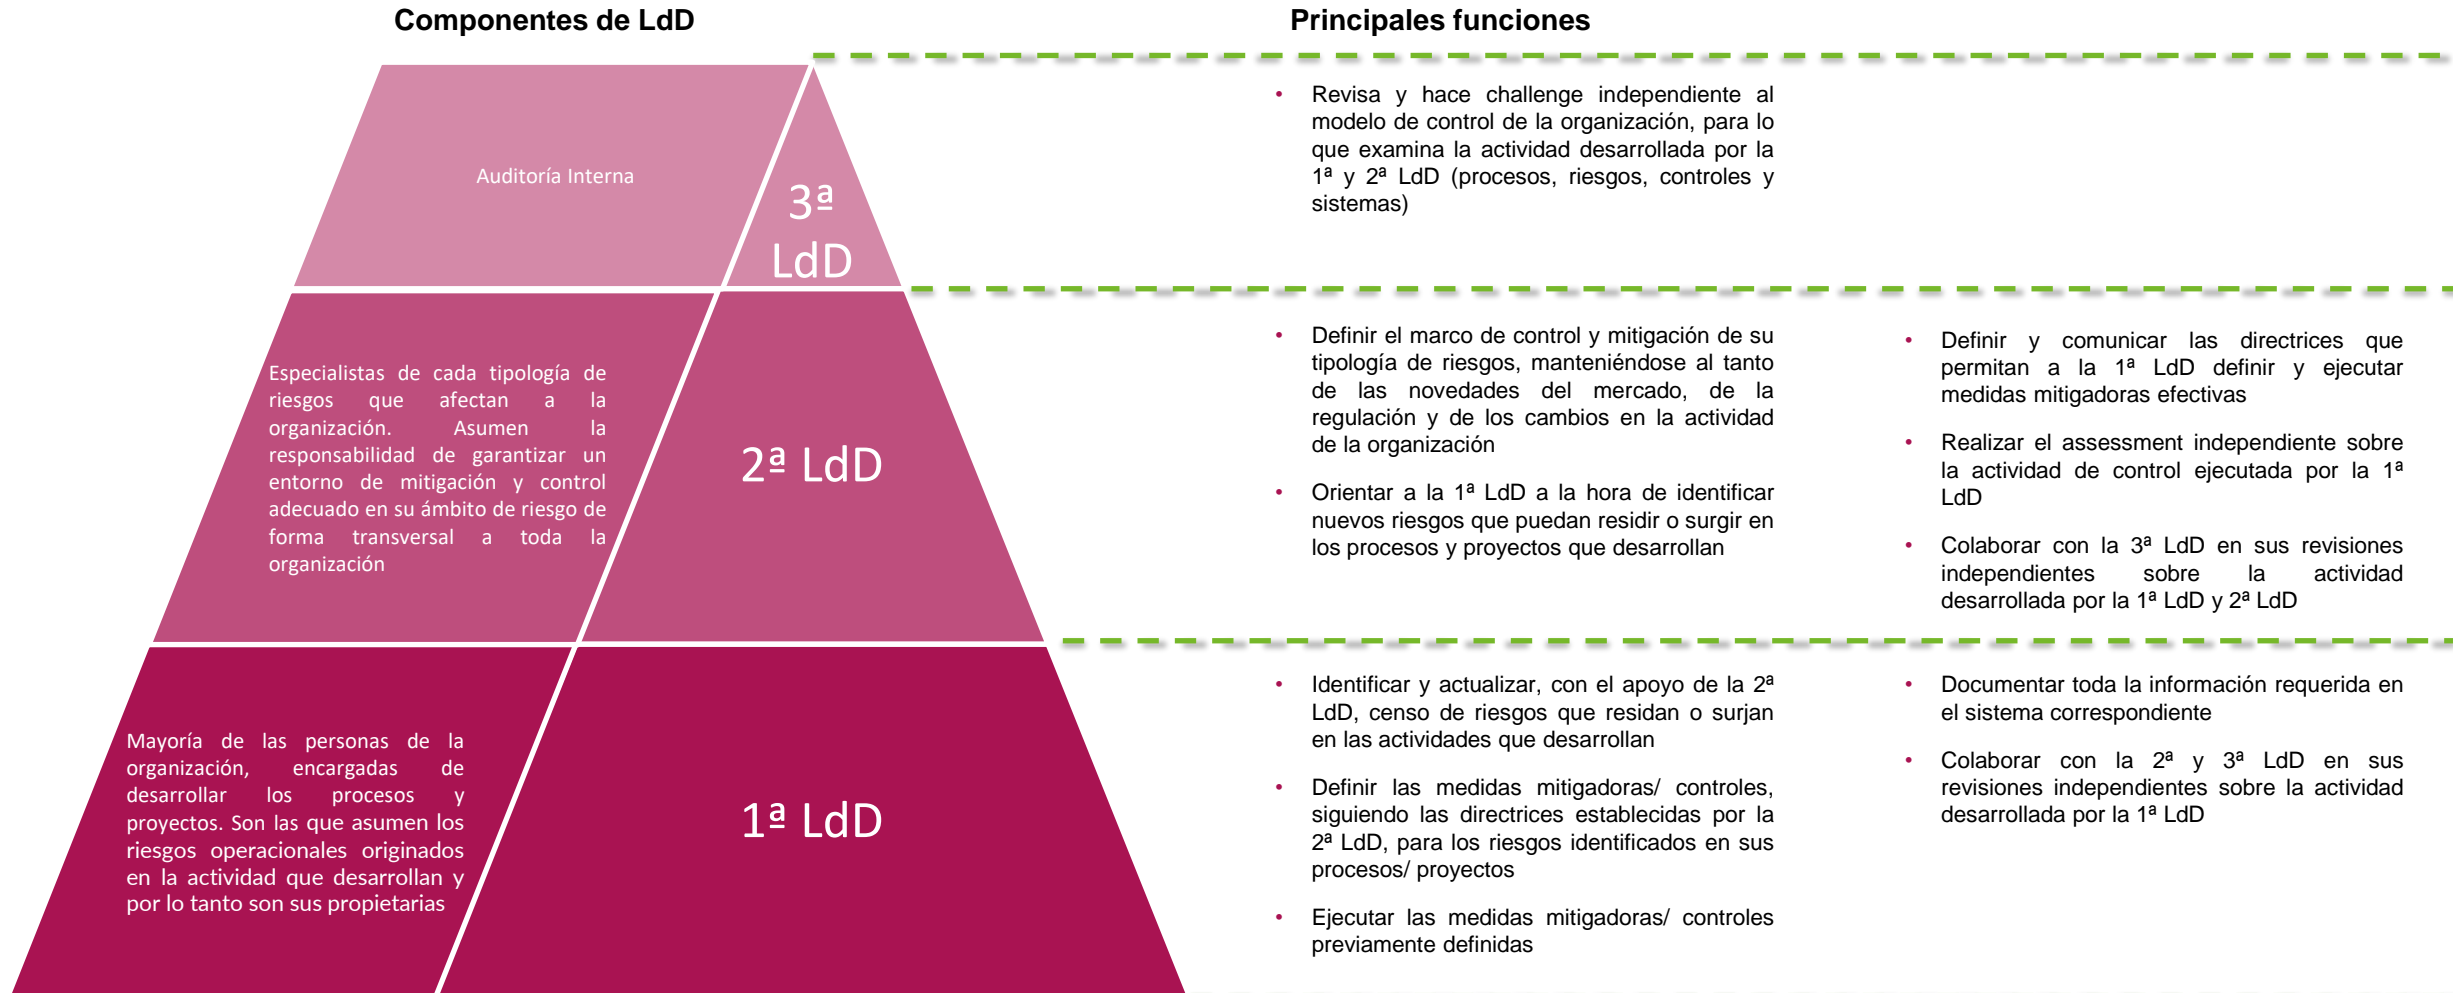 Componentes de LdD
Principales funciones
Auditoría Interna
3ª
LdD
• Revisa y hace challenge independiente al
modelo de control de la organización, para lo
que examina la actividad desarrollada por la
1ª y 2ª LdD (procesos, riesgos, controles y
sistemas)
Especialistas de cada tipología de
riesgos que afectan a la
organización. Asumen la
responsabilidad de garantizar un
entorno de mitigación y control
adecuado en su ámbito de riesgo de
forma transversal a toda la
organización
2ª LdD
• Definir el marco de control y mitigación de su
tipología de riesgos, manteniéndose al tanto
de las novedades del mercado, de la
regulación y de los cambios en la actividad
de la organización
• Orientar a la 1ª LdD a la hora de identificar
nuevos riesgos que puedan residir o surgir en
los procesos y proyectos que desarrollan
• Definir y comunicar las directrices que
permitan a la 1ª LdD definir y ejecutar
medidas mitigadoras efectivas
• Realizar el assessment independiente sobre
la actividad de control ejecutada por la 1ª
LdD
• Colaborar con la 3ª LdD en sus revisiones
independientes sobre la actividad
desarrollada por la 1ª LdD y 2ª LdD
Mayoría de las personas de la
organización, encargadas de
desarrollar los procesos y
proyectos. Son las que asumen los
riesgos operacionales originados
en la actividad que desarrollan y
por lo tanto son sus propietarias
1ª LdD
• Identificar y actualizar, con el apoyo de la 2ª
LdD, censo de riesgos que residan o surjan
en las actividades que desarrollan
• Definir las medidas mitigadoras/ controles,
siguiendo las directrices establecidas por la
2ª LdD, para los riesgos identificados en sus
procesos/ proyectos
• Ejecutar las medidas mitigadoras/ controles
previamente definidas
• Documentar toda la información requerida en
el sistema correspondiente
• Colaborar con la 2ª y 3ª LdD en sus
revisiones independientes sobre la actividad
desarrollada por la 1ª LdD